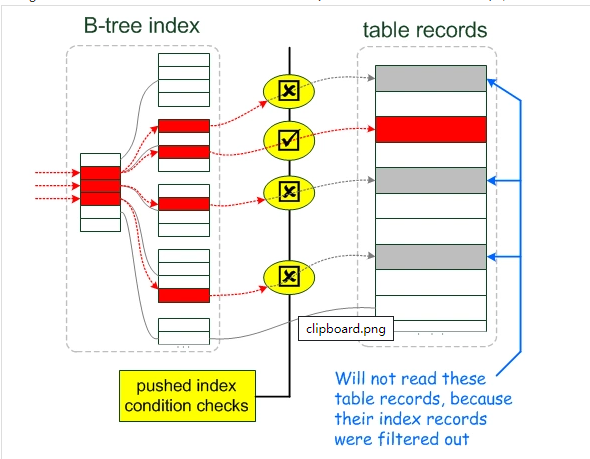 B-tree index
table records
clipboard.png
. . .
. . .
pushed index
condition checks
Will not read these
table records, because
their index records
were filtered out